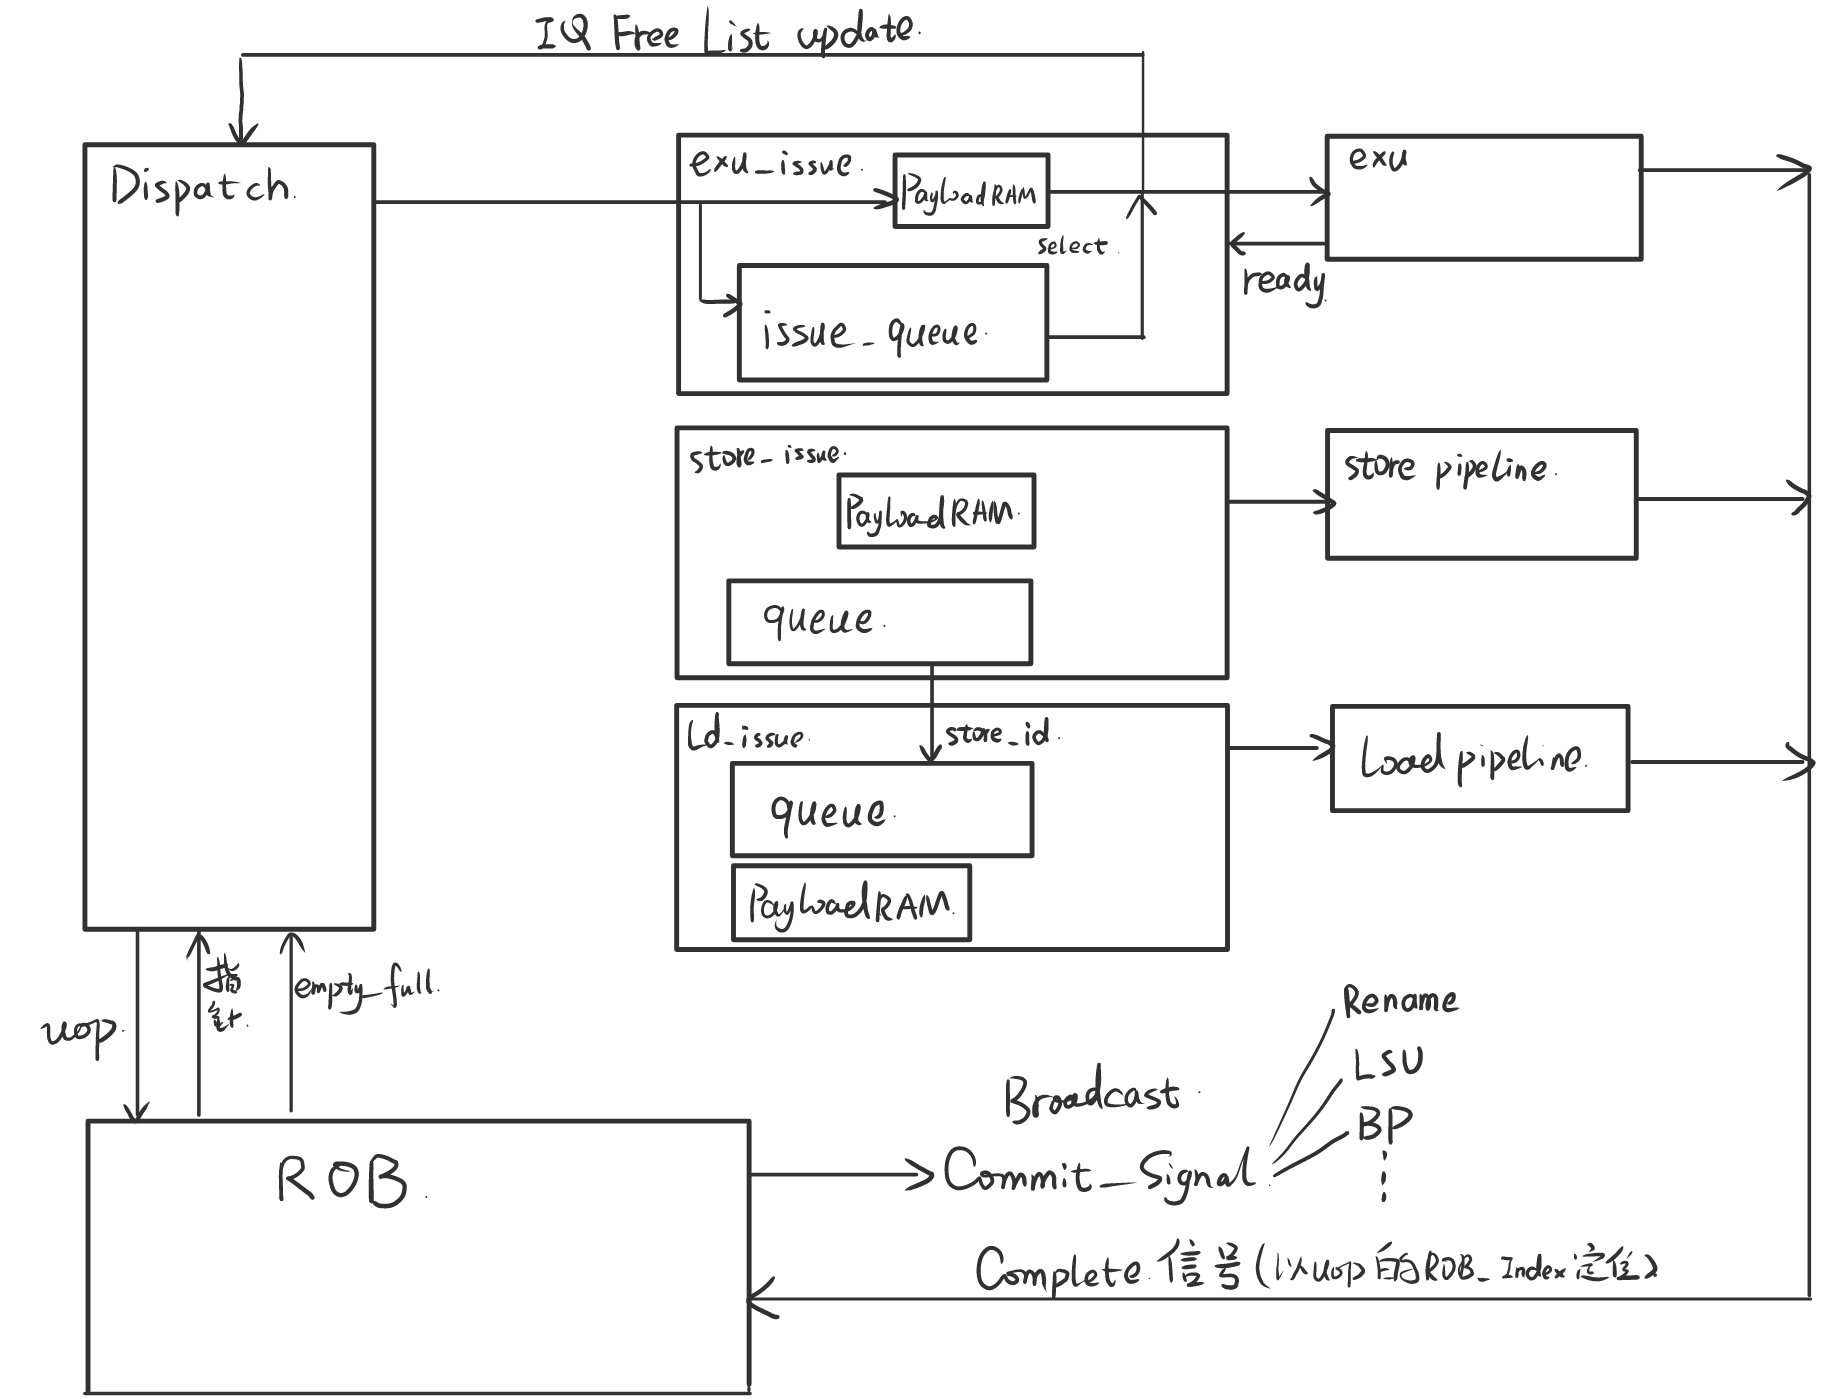 IQ Free List update.
Dispatch.
exu_issue.
PayloadRAM
select.
issue_queue.
exu
ready.
store_issue.
PayloadRAM.
queue.
store pipeline.
Ld_issue.
store_id.
queue.
PayloadRAM.
Load pipeline.
uop.
指
针.
empty_full.
ROB.
Broadcast.
Commit_Signal.
Rename
LSU
BP
Complete.信号(以uop的ROB_Index定位)